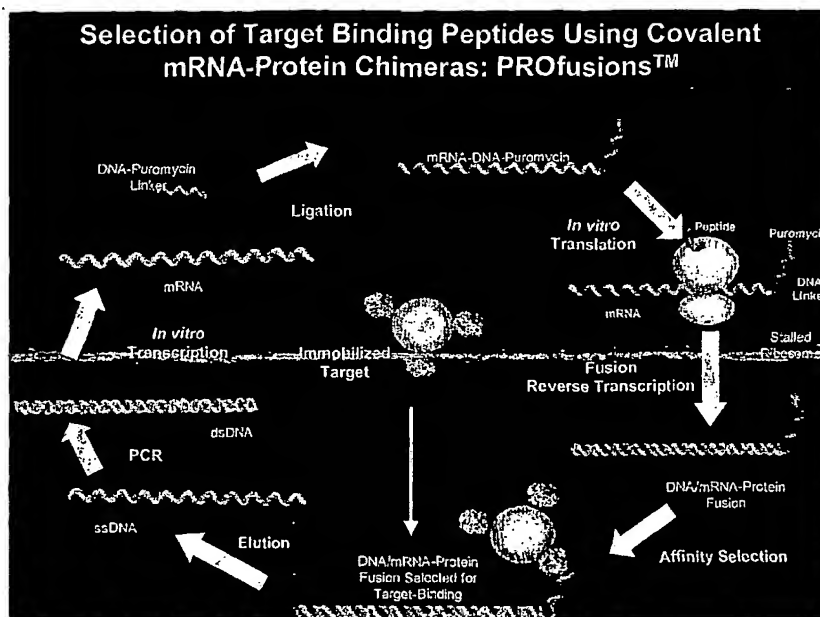 Selection of Target Binding Peptides Using Covalent
mRNA-Protein Chimeras: PROfusions™
DNA-Puromycin
Linker
Ligation
mRNA-DNA-Puromycin
In vitro
Translation
Peptide
Puromycin
DNA
Linker
mRNA
Stalled
Ribosome
mRNA
In vitro
Transcription
Immobilized
Target
Fusion
Reverse Transcription
dsDNA
PCR
ssDNA
Elution
DNA/mRNA-Protein
Fusion Selected for
Target-Binding
DNA/mRNA-Protein
Fusion
Affinity Selection